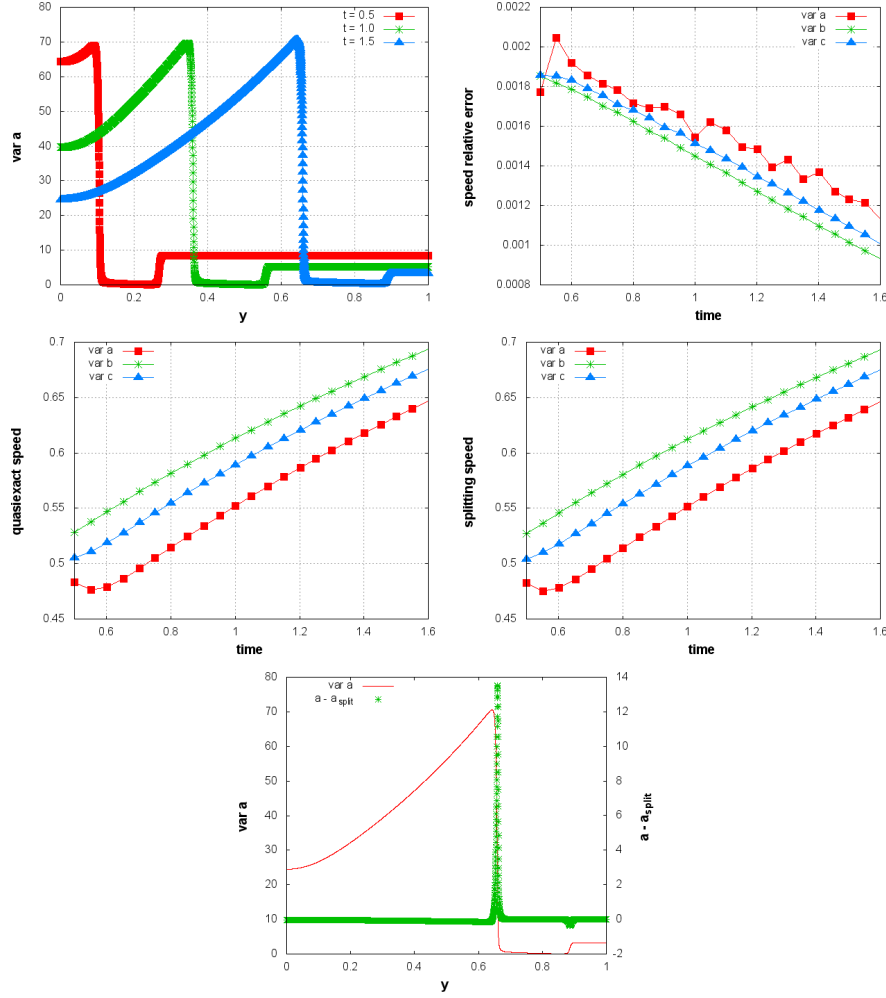 t = 0.5
t = 1.0
t = 1.5
80
70
60
50
40
30
20
10
0
var a
0 0.2 0.4 0.6 0.8 1
y
var a
var b
var c
0.0022
0.002
0.0018
0.0016
0.0014
0.0012
0.001
0.0008
speed relative error
0.6 0.8 1 1.2 1.4 1.6
time
var a
var b
var c
0.7
0.65
0.6
0.55
0.5
0.45
quasiexact speed
0.6 0.8 1 1.2 1.4 1.6
time
var a
var b
var c
0.7
0.65
0.6
0.55
0.5
0.45
splitting speed
0.6 0.8 1 1.2 1.4 1.6
time
var a
a - a_split
80
70
60
50
40
30
20
10
0
var a
14
12
10
8
6
4
2
0
-2
a - a_split
0 0.2 0.4 0.6 0.8 1
y